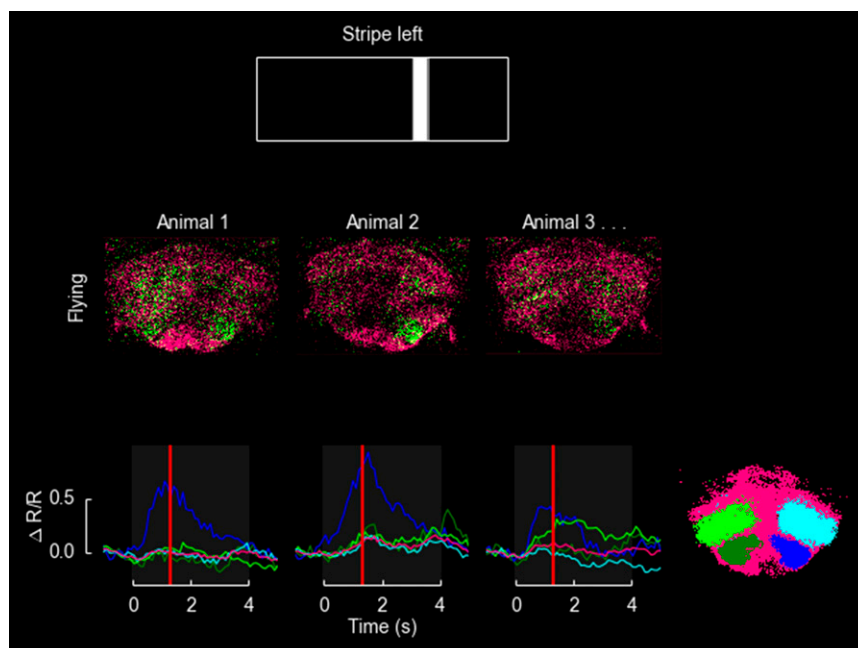 Stripe left
Animal 1 Animal 2 Animal 3 . . .
Flying
Δ R/R
0.5
0.0
0 2 4 0 2 4 0 2 4
Time (s)